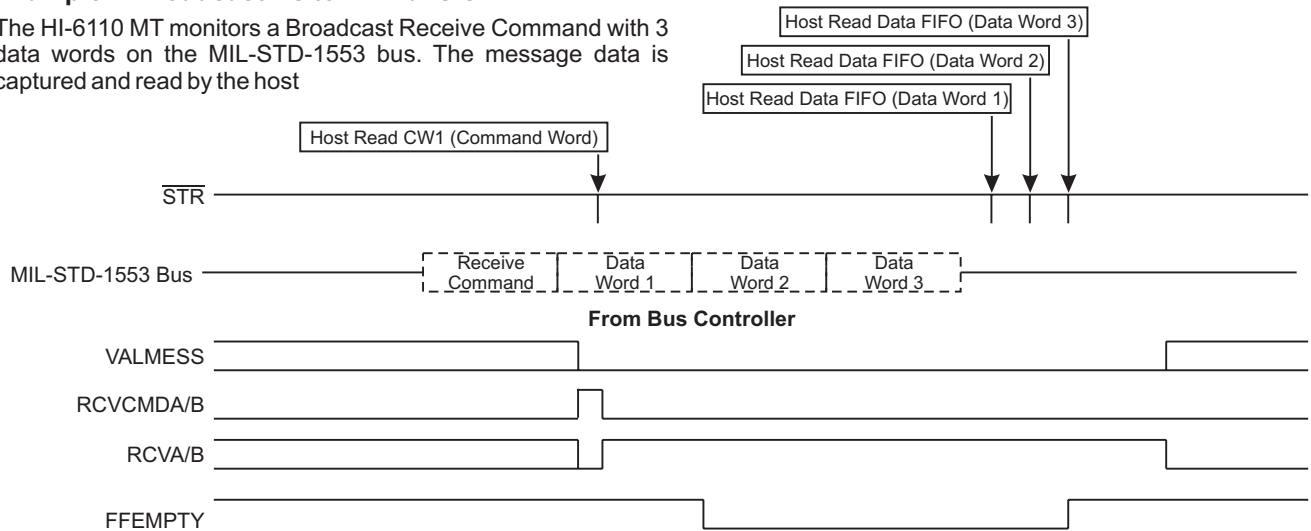 The HI-6110 MT monitors a Broadcast Receive Command with 3
data words on the MIL-STD-1553 bus. The message data is
captured and read by the host
Host Read Data FIFO (Data Word 3)
Host Read Data FIFO (Data Word 2)
Host Read Data FIFO (Data Word 1)
Host Read CW1 (Command Word)
STR
MIL-STD-1553 Bus
Receive
Command
Data
Word 1
Data
Word 2
Data
Word 3
From Bus Controller
VALMESS
RCVCMDA/B
RCVA/B
FFEMPTY